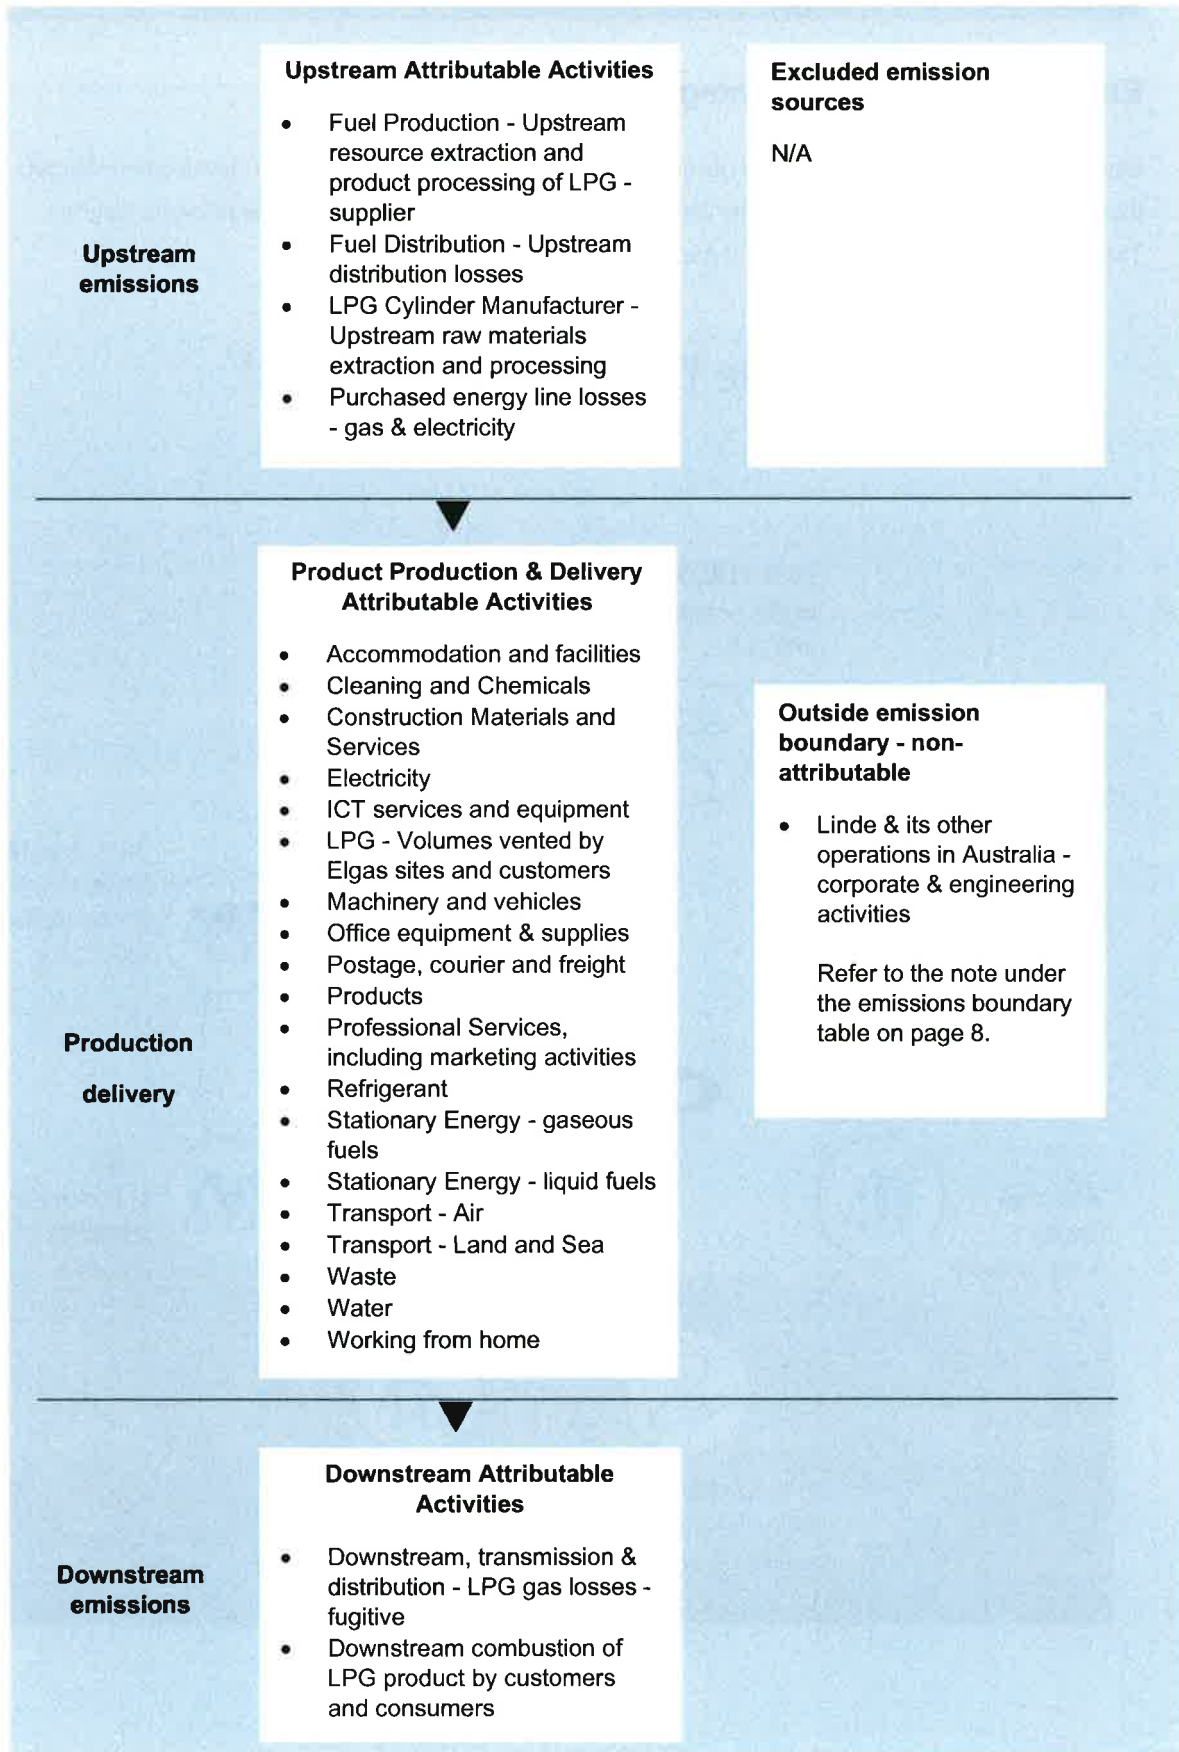 Upstream Attributable Activities
• Fuel Production - Upstream
resource extraction and
product processing of LPG -
supplier
• Fuel Distribution - Upstream
distribution losses
• LPG Cylinder Manufacturer -
Upstream raw materials
extraction and processing
• Purchased energy line losses
- gas & electricity
Excluded emission
sources
N/A
Upstream
emissions
Product Production & Delivery
Attributable Activities
• Accommodation and facilities
• Cleaning and Chemicals
• Construction Materials and
Services
• Electricity
• ICT services and equipment
• LPG - Volumes vented by
Elgas sites and customers
• Machinery and vehicles
• Office equipment & supplies
• Postage, courier and freight
• Products
• Professional Services,
including marketing activities
• Refrigerant
• Stationary Energy - gaseous
fuels
• Stationary Energy - liquid fuels
• Transport - Air
• Transport - Land and Sea
• Waste
• Water
• Working from home
Outside emission
boundary - non-
attributable
• Linde & its other
operations in Australia -
corporate & engineering
activities
Refer to the note under
the emissions boundary
table on page 8.
Production
delivery
Downstream Attributable
Activities
• Downstream, transmission &
distribution - LPG gas losses -
fugitive
• Downstream combustion of
LPG product by customers
and consumers
Downstream
emissions